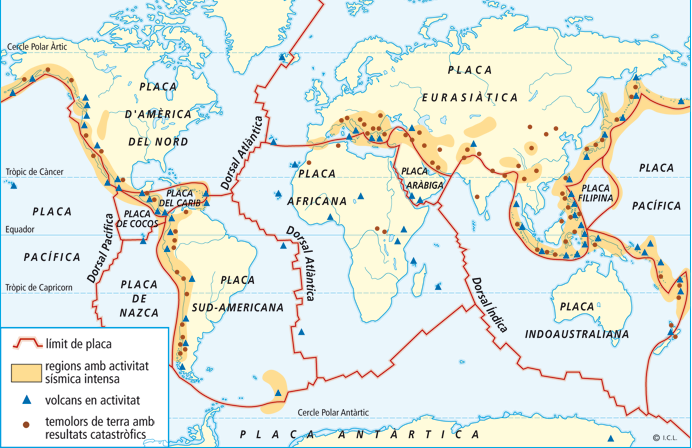 Cercle Polar Àrtic
PLACA
D'AMÈRICA
DEL NORD
PLACA
EURASIÀTICA
Dorsal Atlàntica
Tròpic de Càncer
PLACA
DEL CARIB
PLACA
AFRICANA
PLACA
ARÀBIGA
PLACA
FILIPINA
PLACA
PACÍFICA
PLACA
PACÍFICA
PLACA
DE COCOS
Equador
Dorsal Pacífica
Dorsal Atlàntica
Dorsal Índica
Tròpic de Capricorn
PLACA
DE
NAZCA
PLACA
SUD-AMERICANA
PLACA
INDOAUSTRALIANA
límit de placa
regions amb activitat
sísmica intensa
volcans en activitat
temolors de terra amb
resultats catastròfics
Cercle Polar Antàrtic
PLACA ANTÀRTICA
© I.C.L.